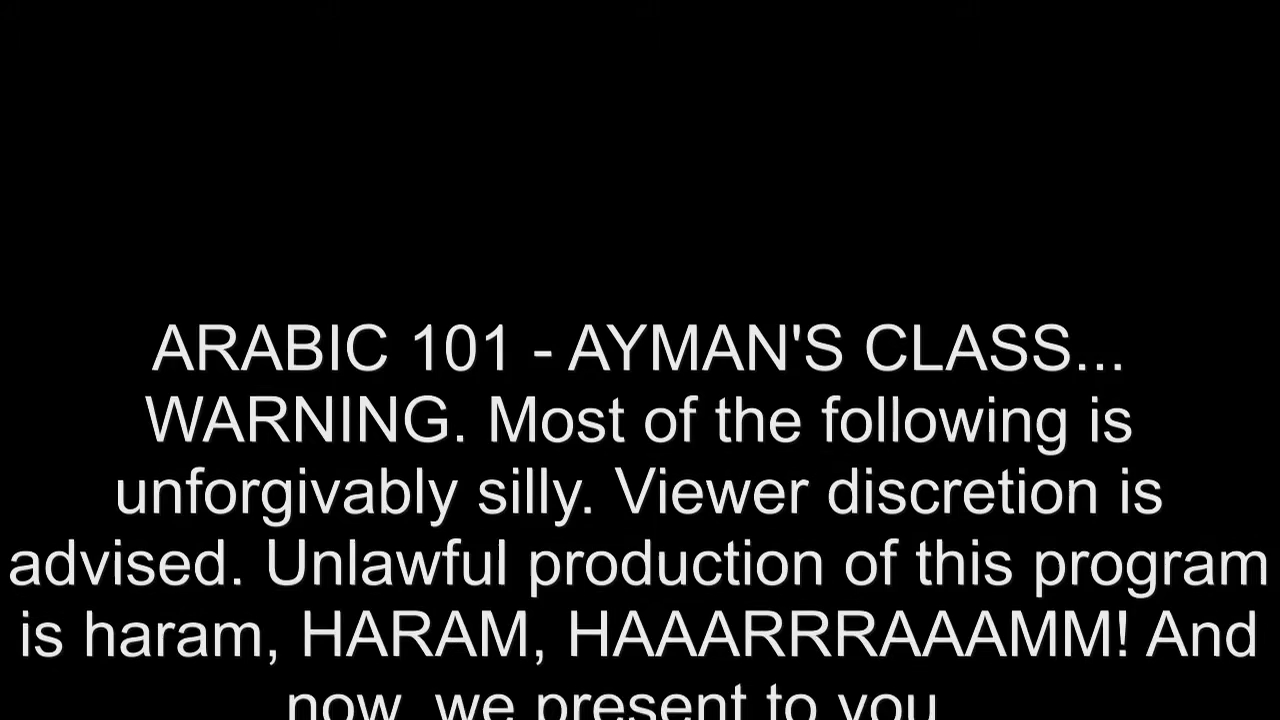 ARABIC 101 - AYMAN'S CLASS...
WARNING. Most of the following is
unforgivably silly. Viewer discretion is
advised. Unlawful production of this program
is haram, HARAM, HAAARRRAAAMM! And
now, we present to you